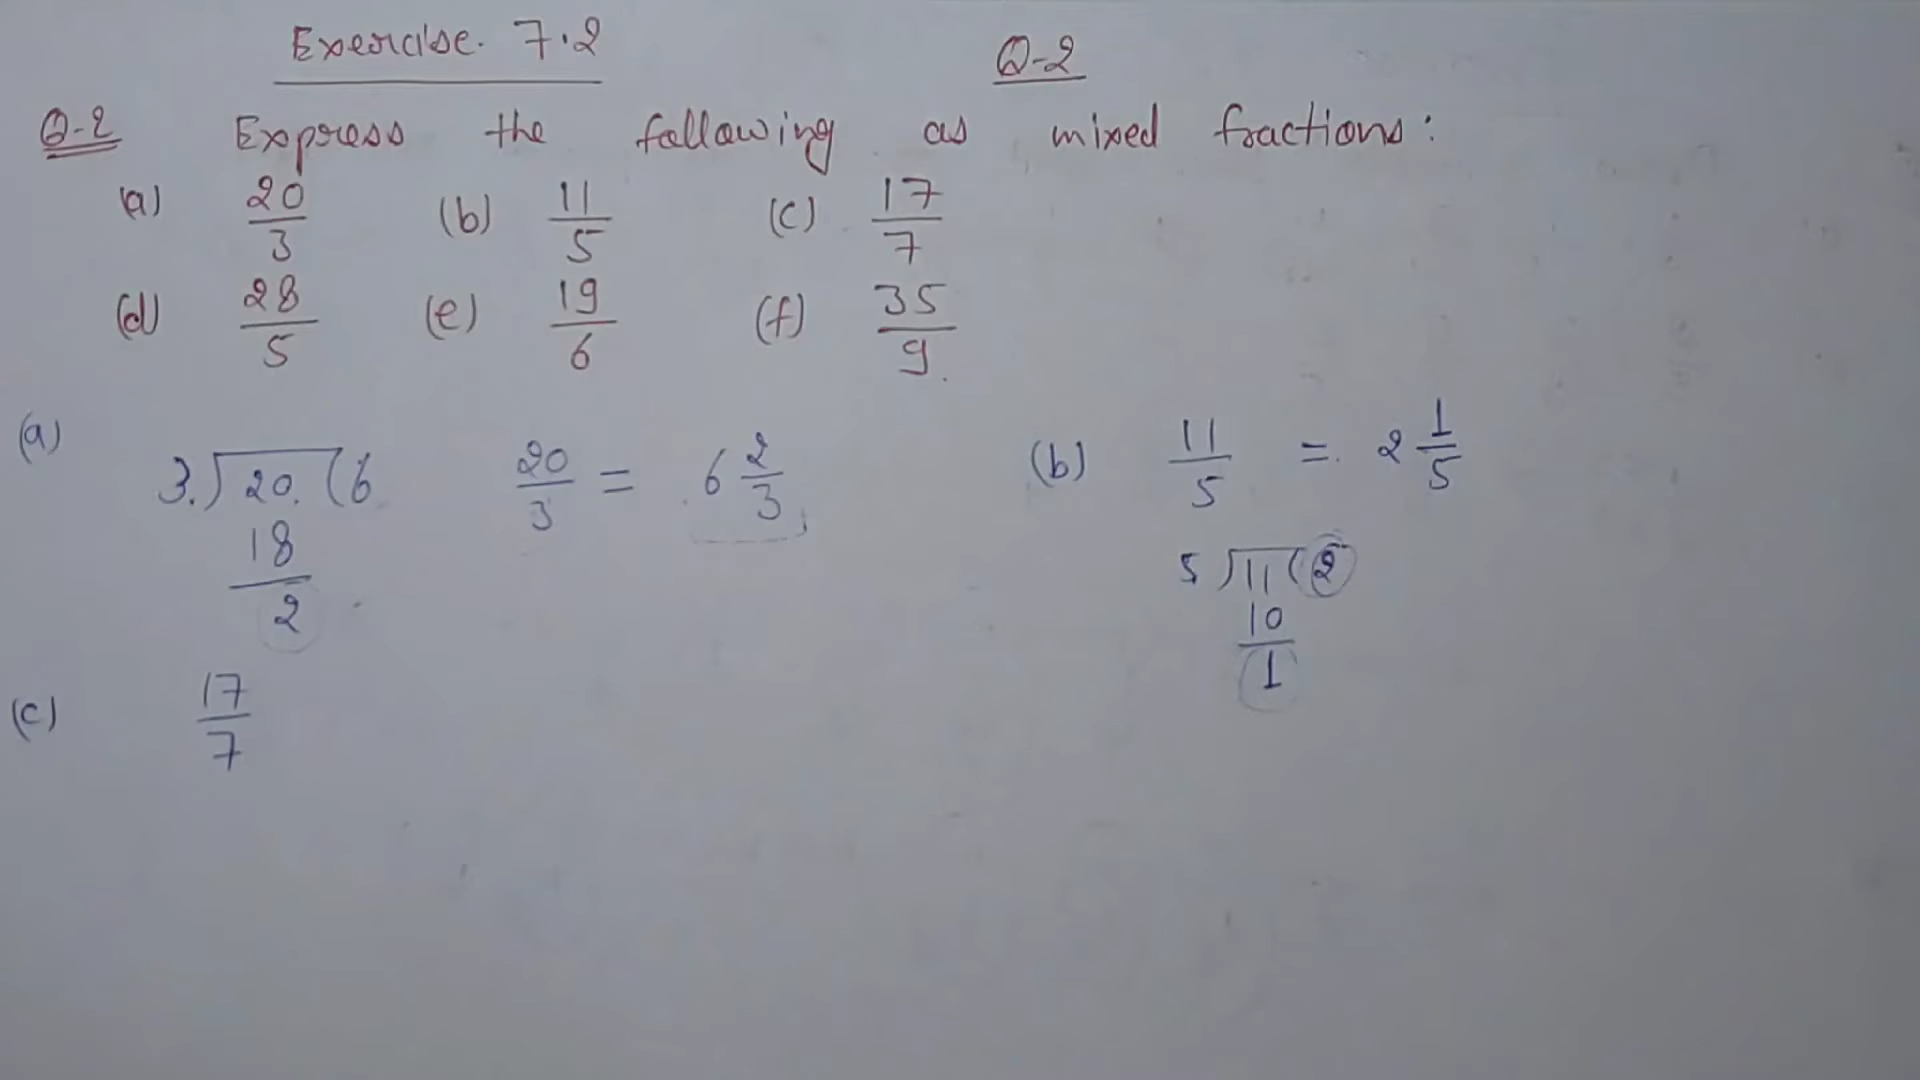 Exercise. 7.2
Q-2
Q-2 Express the following as mixed fractions:
(a) 20/3 (b) 11/5 (c) 17/7
(d) 28/5 (e) 19/6 (f) 35/9.
(a) 3.)20.(6 20/3 = 6 2/3 (b) 11/5 = 2 1/5
18
2
5)11(2
10
1
(c) 17/7